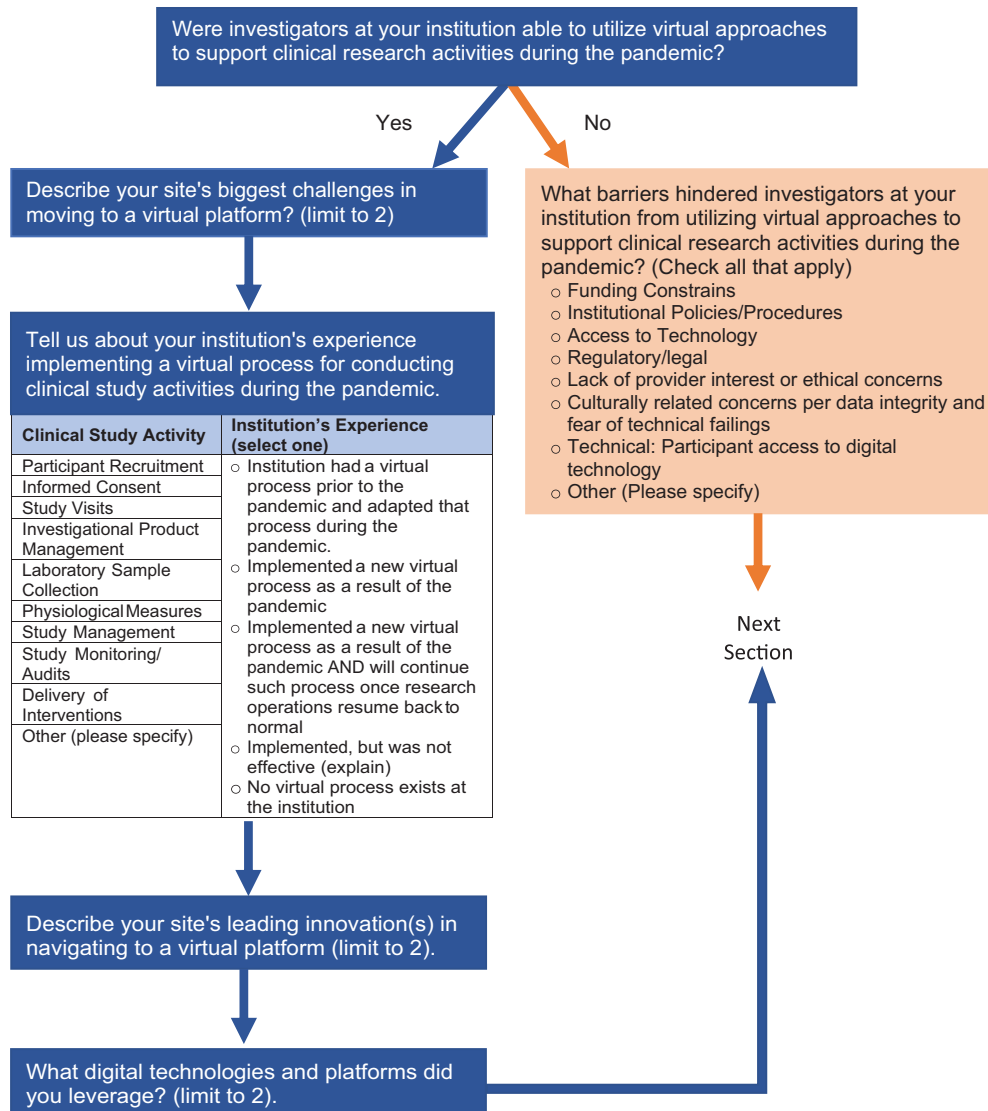 Were investigators at your institution able to utilize virtual approaches
to support clinical research activities during the pandemic?
Yes
No
Describe your site's biggest challenges in
moving to a virtual platform? (limit to 2)
Tell us about your institution's experience
implementing a virtual process for conducting
clinical study activities during the pandemic.
Clinical Study Activity
Participant Recruitment
Informed Consent
Study Visits
Investigational Product
Management
Laboratory Sample
Collection
Physiological Measures
Study Management
Study Monitoring/
Audits
Delivery of
Interventions
Other (please specify)
Institution's Experience
(select one)
○ Institution had a virtual
process prior to the
pandemic and adapted that
process during the
pandemic.
○ Implemented a new virtual
process as a result of the
pandemic
○ Implemented a new virtual
process as a result of the
pandemic AND will continue
such process once research
operations resume back to
normal
○ Implemented, but was not
effective (explain)
○ No virtual process exists at
the institution
Describe your site's leading innovation(s) in
navigating to a virtual platform (limit to 2).
What digital technologies and platforms did
you leverage? (limit to 2).
What barriers hindered investigators at your
institution from utilizing virtual approaches to
support clinical research activities during the
pandemic? (Check all that apply)
○ Funding Constrains
○ Institutional Policies/Procedures
○ Access to Technology
○ Regulatory/legal
○ Lack of provider interest or ethical concerns
○ Culturally related concerns per data integrity and
fear of technical failings
○ Technical: Participant access to digital
technology
○ Other (Please specify)
Next
Section